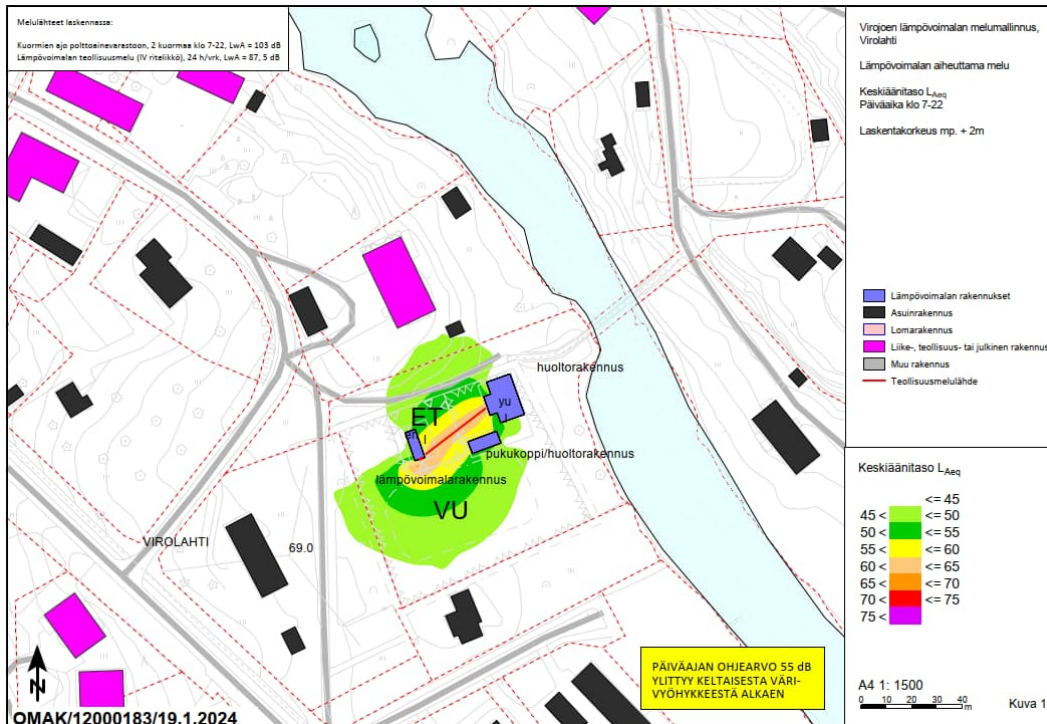 Melulähteet laskennassa:
Kuormien ajo polttoainevarastoon, 2 kuormaa klo 7-22, LwA = 103 dB
Lämpövoimalan teollisuusmelu (IV ritelikkö), 24 h/vrk, LwA = 87, 5 dB
Virojoen lämpövoimalan melumallinnus,
Virolahti
Lämpövoimalan aiheuttama melu
Keskiäänitaso LAeq
Päiväaika klo 7-22
Laskentakorkeus mp. + 2m
Lämpövoimalan rakennukset
Asuinrakennus
Lomarakennus
Liike-, teollisuus- tai julkinen rakennus
Muu rakennus
Teollisuusmelulähde
huoltorakennus
ET
yu
pukukoppi/huoltorakennus
lämpövoimalarakennus
VU
VIROLAHTI
69.0
Keskiäänitaso LAeq
<= 45
45 < <= 50
50 < <= 55
55 < <= 60
60 < <= 65
65 < <= 70
70 < <= 75
75 <
PÄIVÄAJAN OHJEARVO 55 dB
YLITTYY KELTAISESTA VÄRI-
VYÖHYKKEESTÄ ALKAEN
A4 1: 1500
0 10 20 30 40
m
Kuva 1
N
OMAK/12000183/19.1.2024